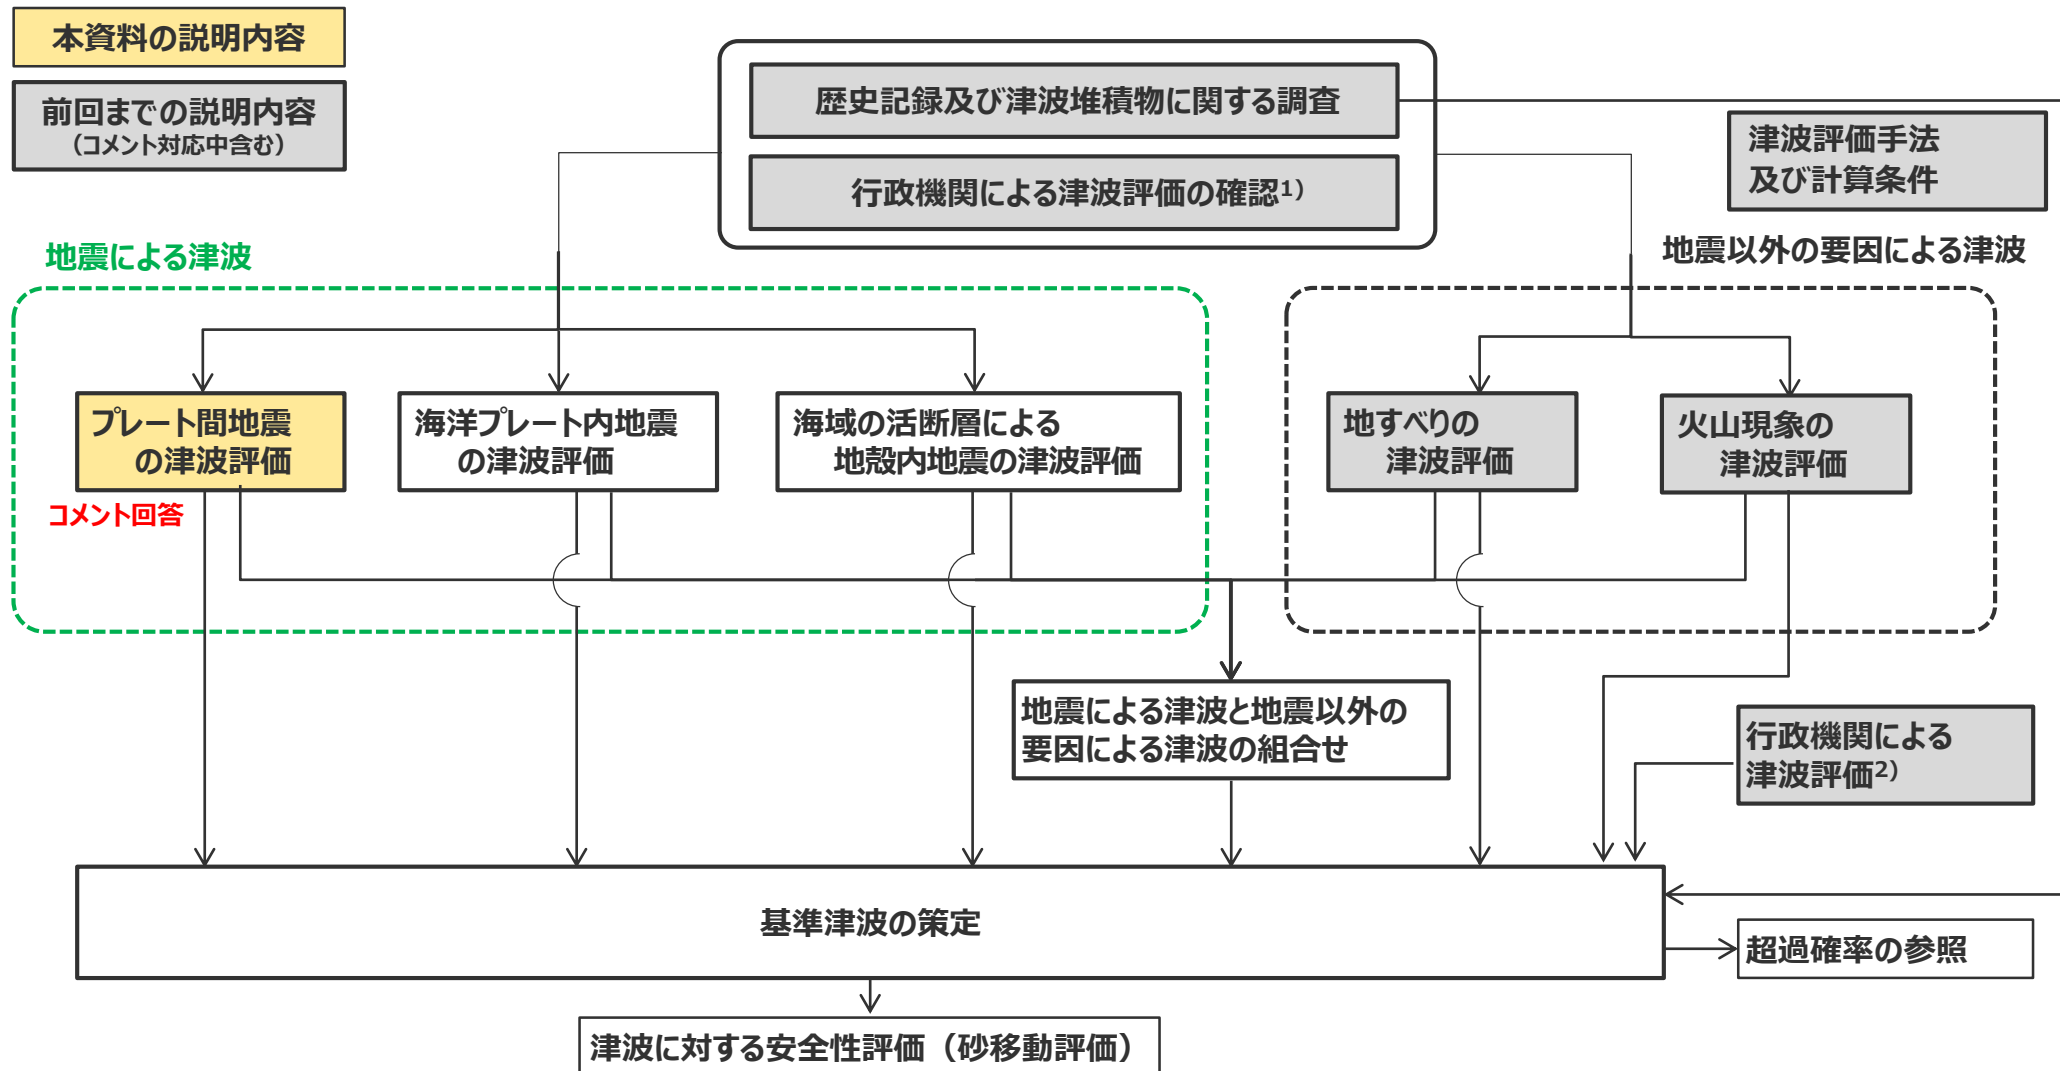 本資料の説明内容
前回までの説明内容
（コメント対応中含む）
歴史記録及び津波堆積物に関する調査
行政機関による津波評価の確認1）
津波評価手法
及び計算条件
地震による津波
地震以外の要因による津波
プレート間地震
の津波評価
海洋プレート内地震
の津波評価
海域の活断層による
地殻内地震の津波評価
地すべりの
津波評価
火山現象の
津波評価
コメント回答
地震による津波と地震以外の
要因による津波の組合せ
行政機関による
津波評価2）
基準津波の策定
超過確率の参照
津波に対する安全性評価（砂移動評価）